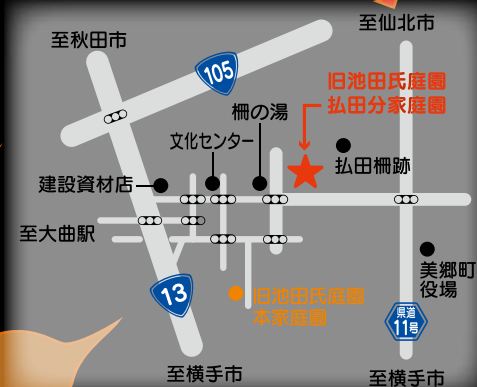 至仙北市
至秋田市
105
旧池田氏庭園
払田分家庭園
柵の湯
文化センター
払田柵跡
建設資材店
至大曲駅
美郷町
役場
13
旧池田氏庭園
本家庭園
県道
11号
至横手市
至横手市